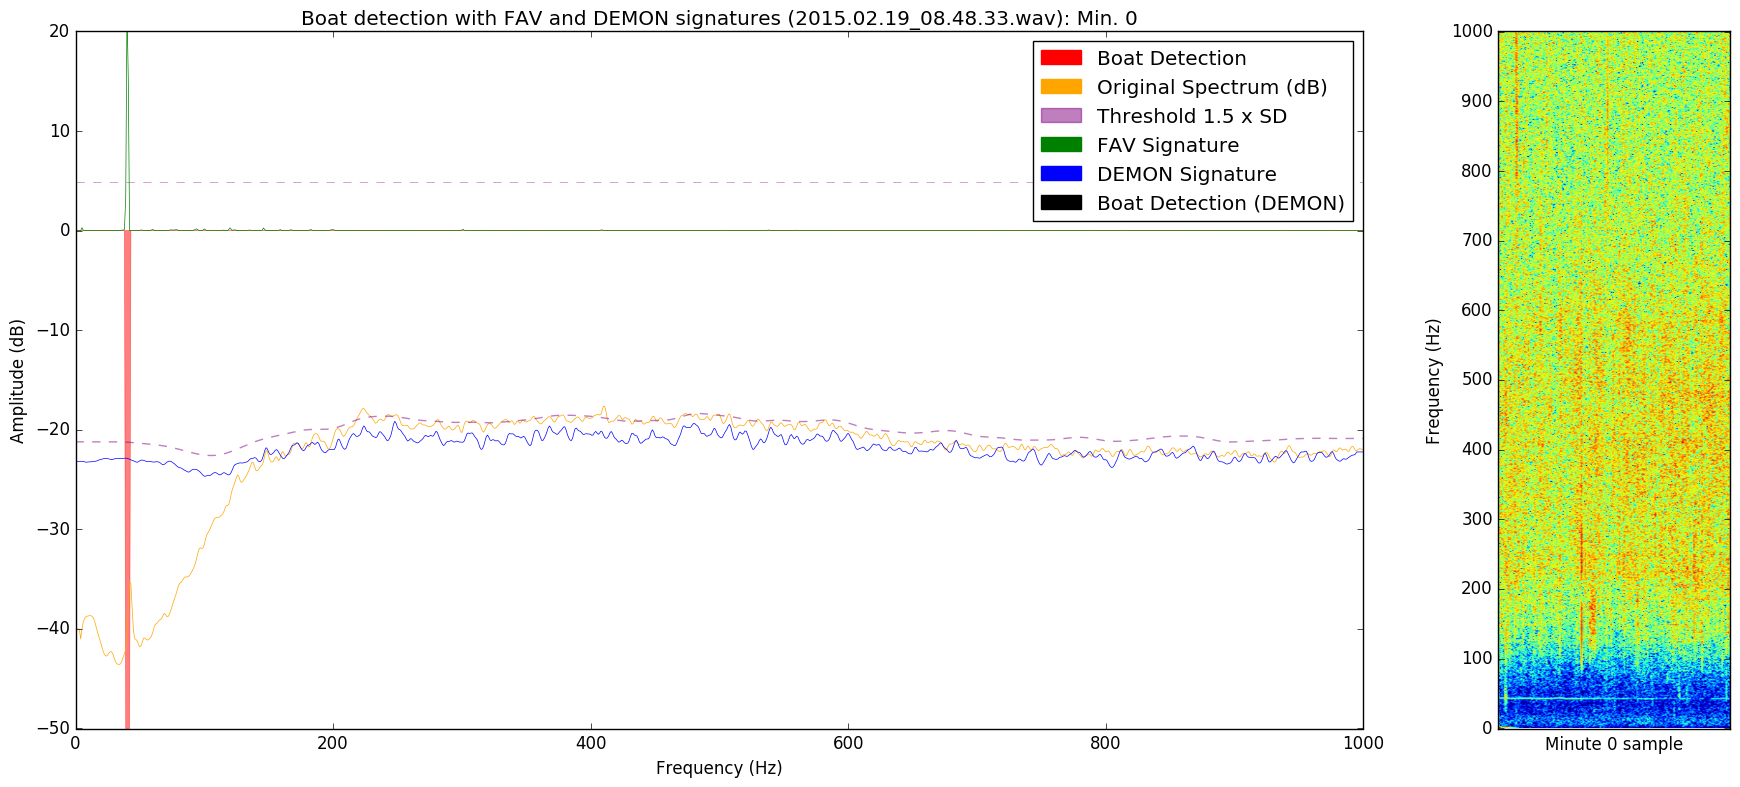 Boat detection with FAV and DEMON signatures (2015.02.19_08.48.33.wav): Min. 0
Boat Detection
Original Spectrum (dB)
Threshold 1.5 x SD
FAV Signature
DEMON Signature
Boat Detection (DEMON)
Amplitude (dB)
20
10
0
−10
−20
−30
−40
−50
0 200 400 600 800 1000
Frequency (Hz)
Frequency (Hz)
1000
900
800
700
600
500
400
300
200
100
0
Minute 0 sample